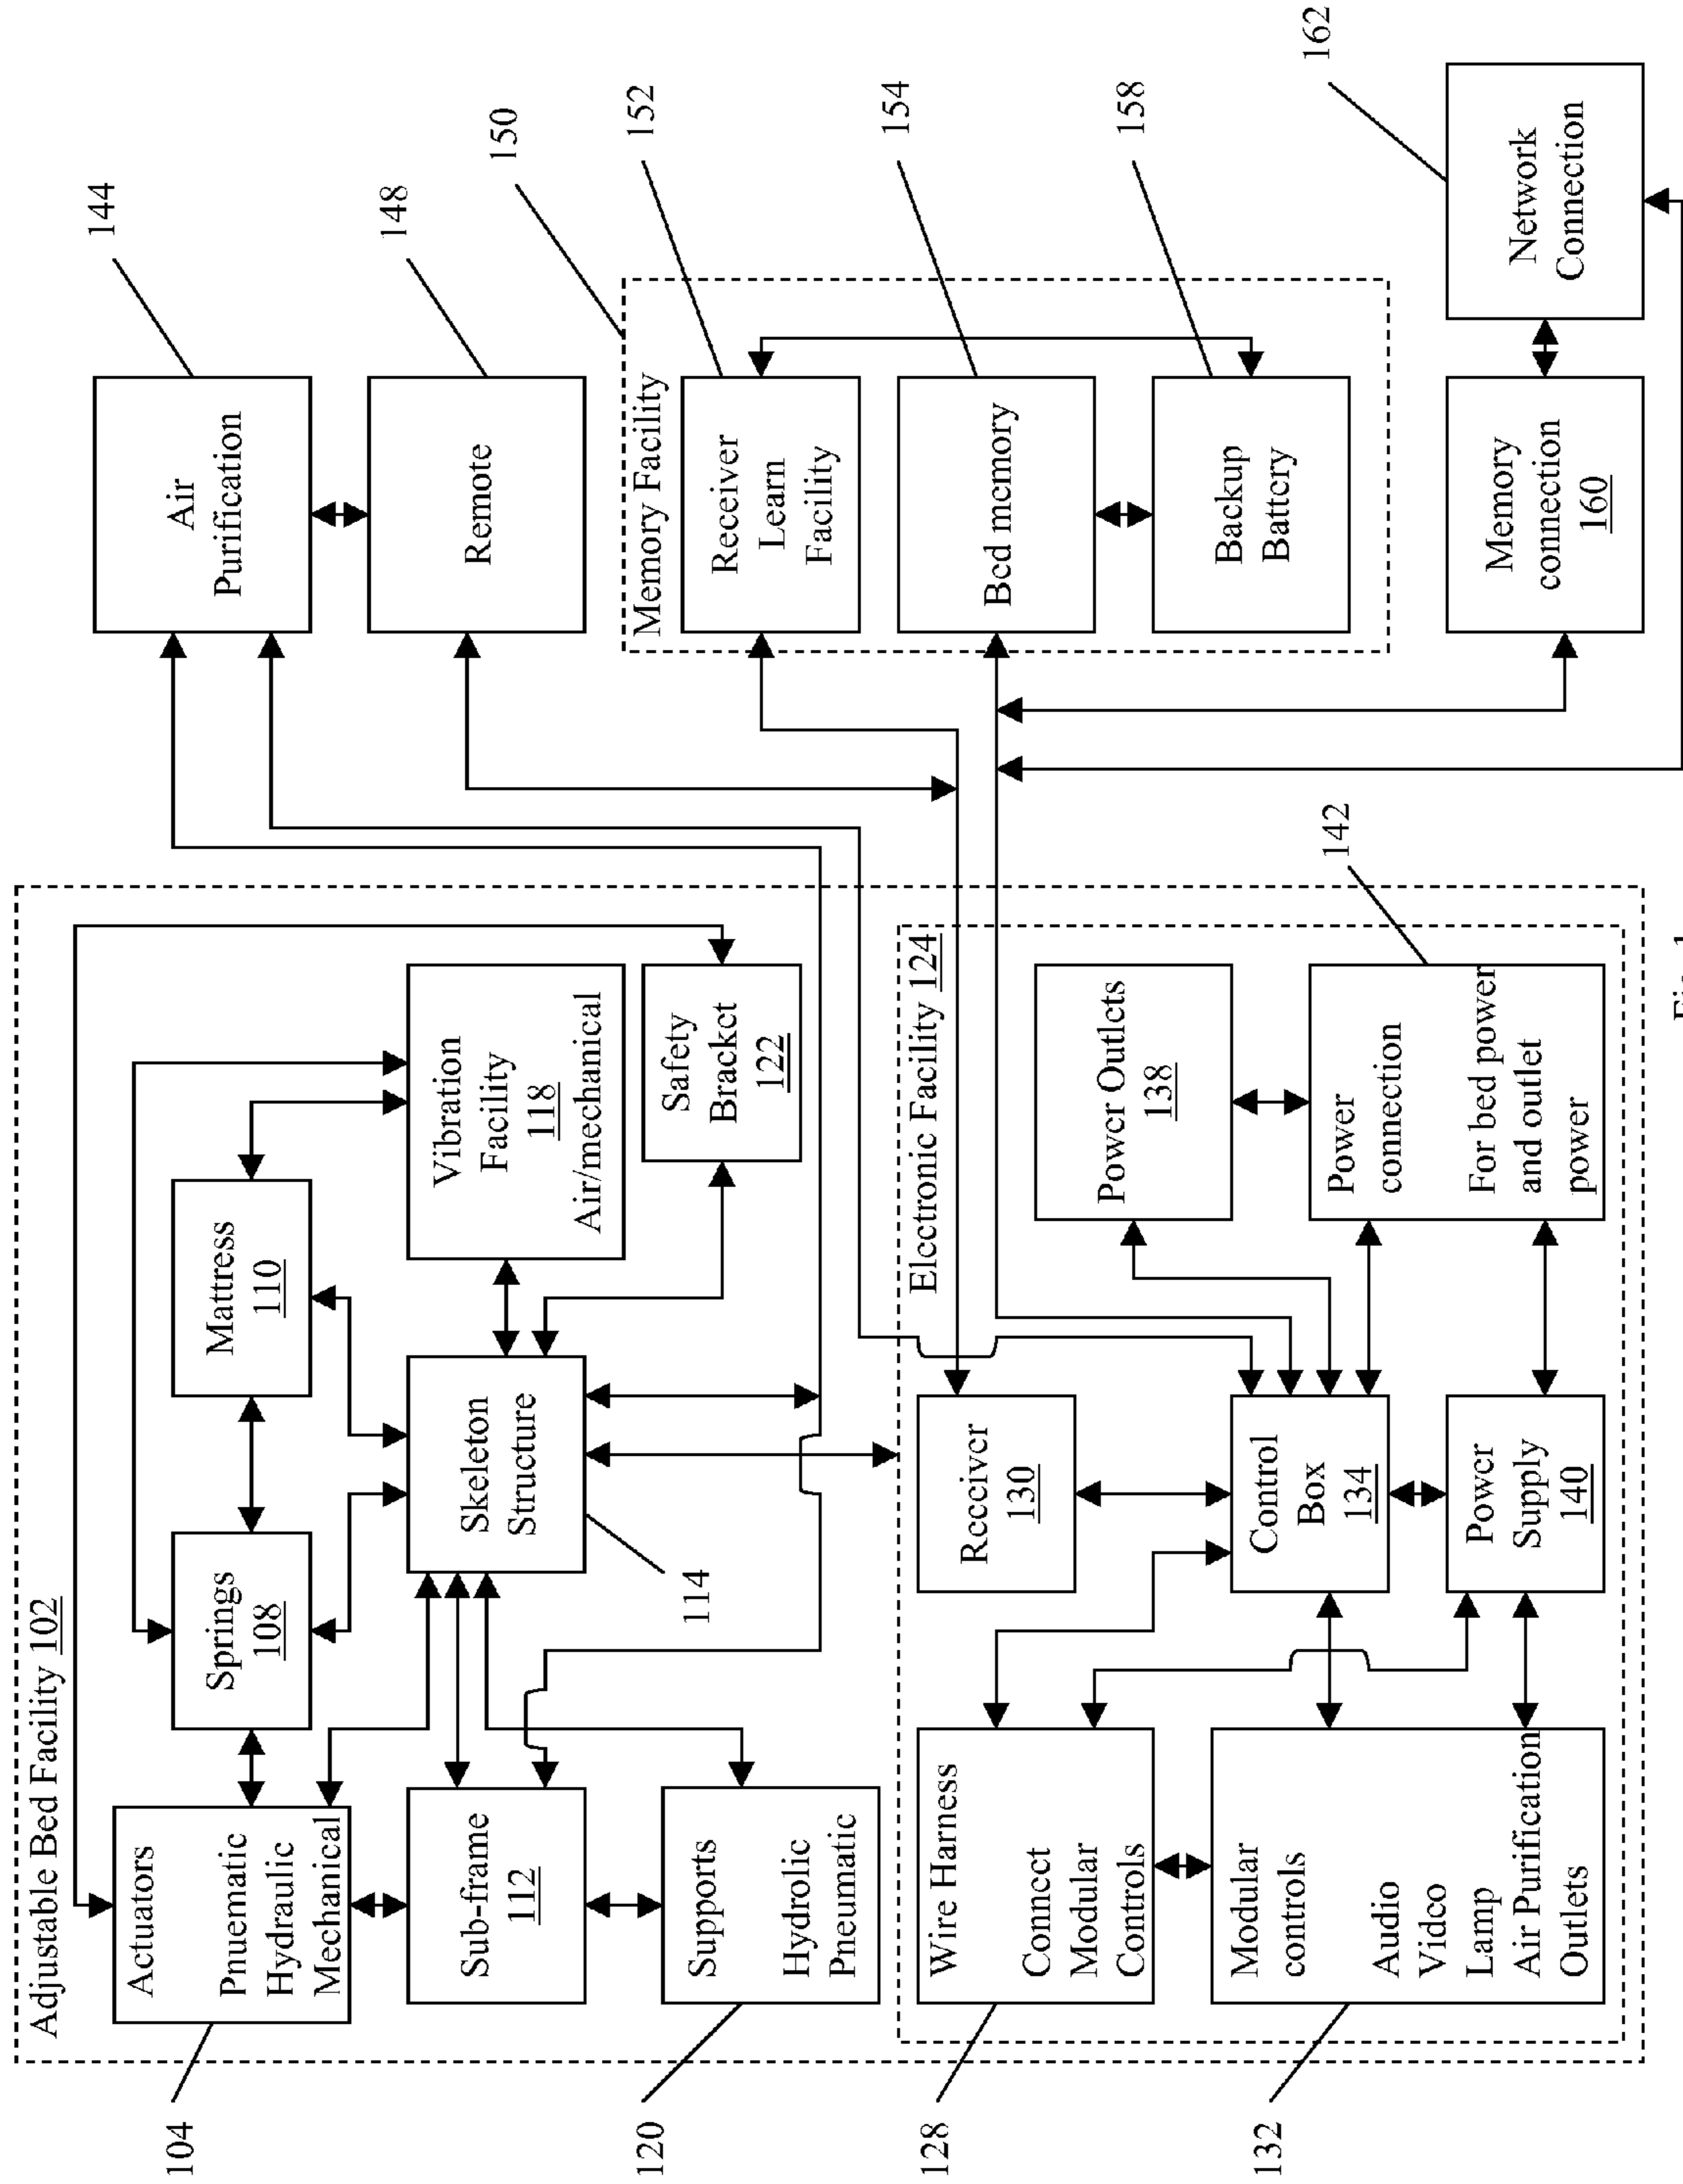 Adjustable Bed Facility 102
104
Actuators
Pnuematic
Hydraulic
Mechanical
Springs
108
Mattress
110
Sub-frame
112
Skeleton
Structure
114
Vibration
Facility
118
Air/mechanical
120
Supports
Hydrolic
Pneumatic
Safety
Bracket
122
Electronic Facility 124
128
Wire Harness
Connect
Modular
Controls
Receiver
130
Power Outlets
138
132
Modular
controls
Audio
Video
Lamp
Air Purification
Outlets
Control
Box
134
Power
Supply
140
Power
connection
For bed power
and outlet
power
142
Air
Purification
144
Remote
148
Memory Facility
150
Receiver
Learn
Facility
152
Bed memory
154
Backup
Battery
158
Memory
connection
160
Network
Connection
162
Fig. 1